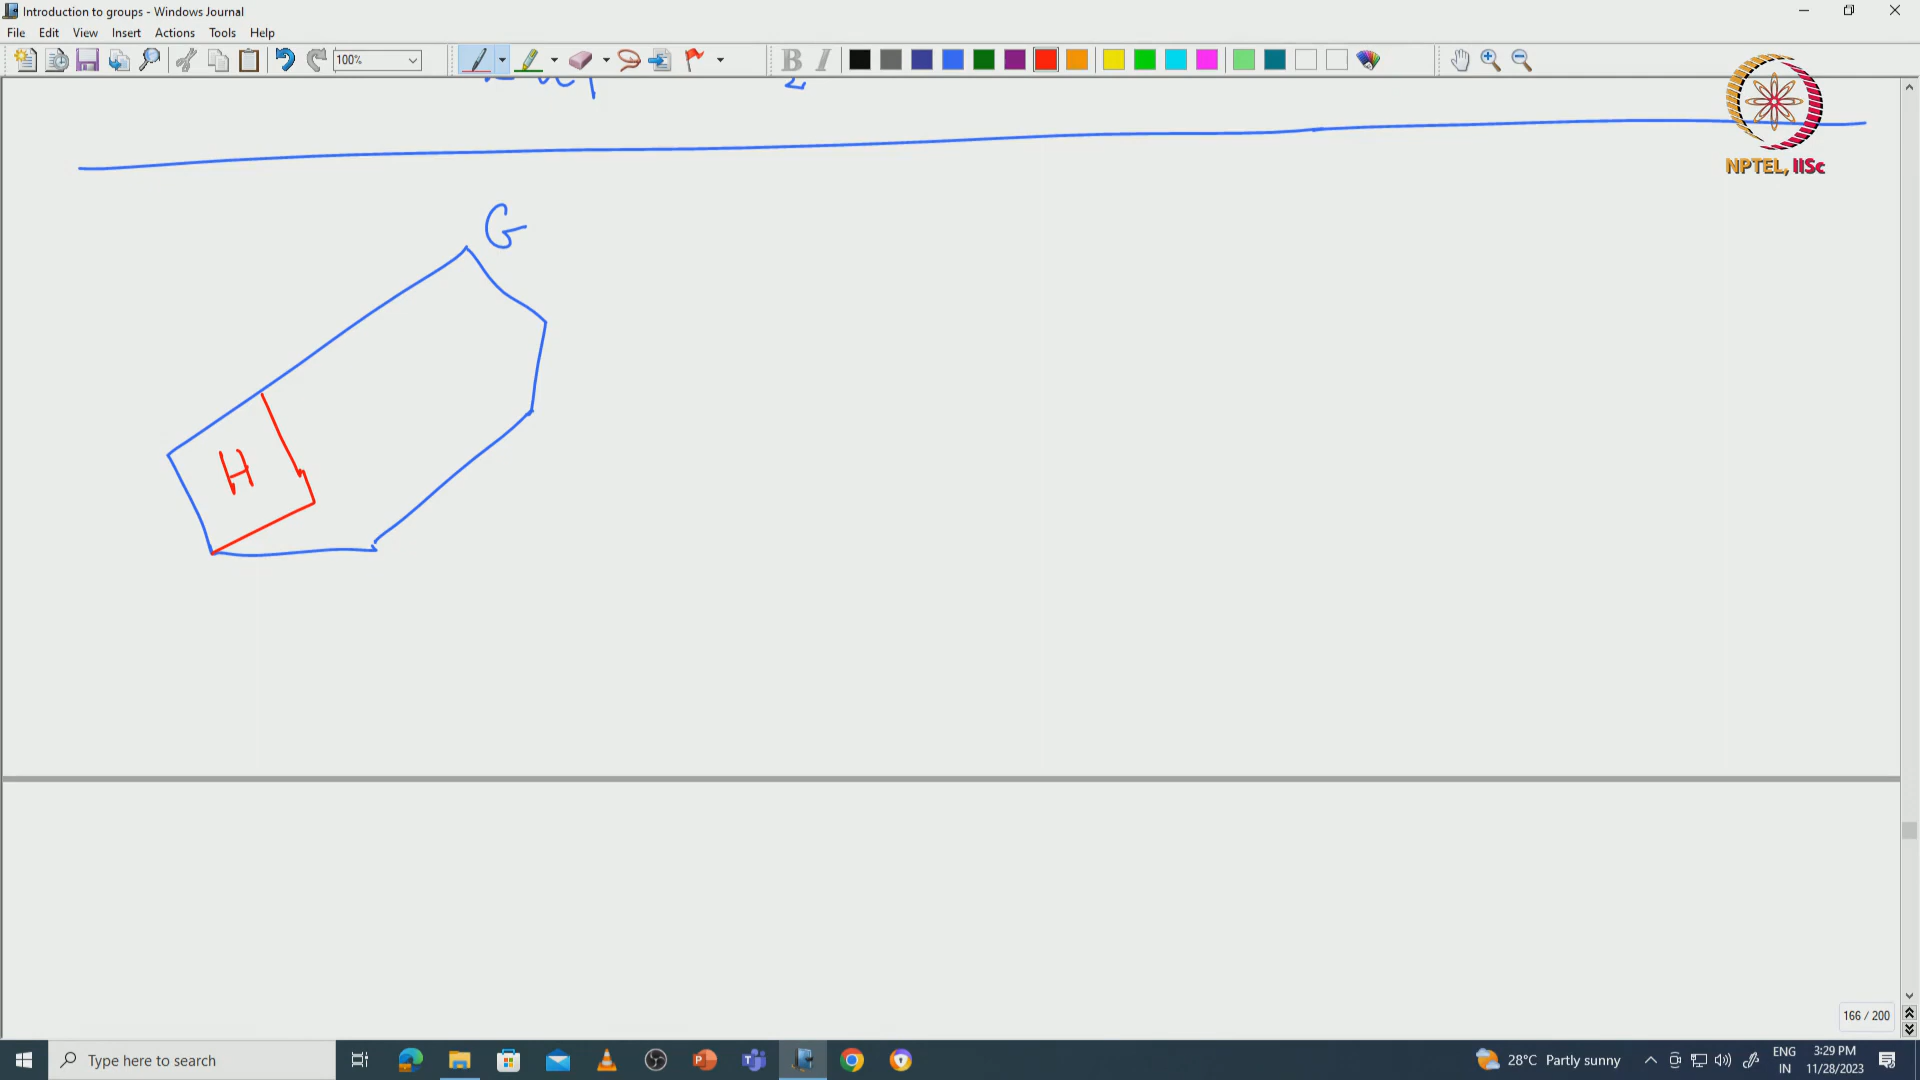 Introduction to groups - Windows Journal
File Edit View Insert Actions Tools Help
100%
B I
NPTEL, IISc
G
H
166 / 200
Type here to search
28°C Partly sunny
ENG
IN
3:29 PM
11/28/2023